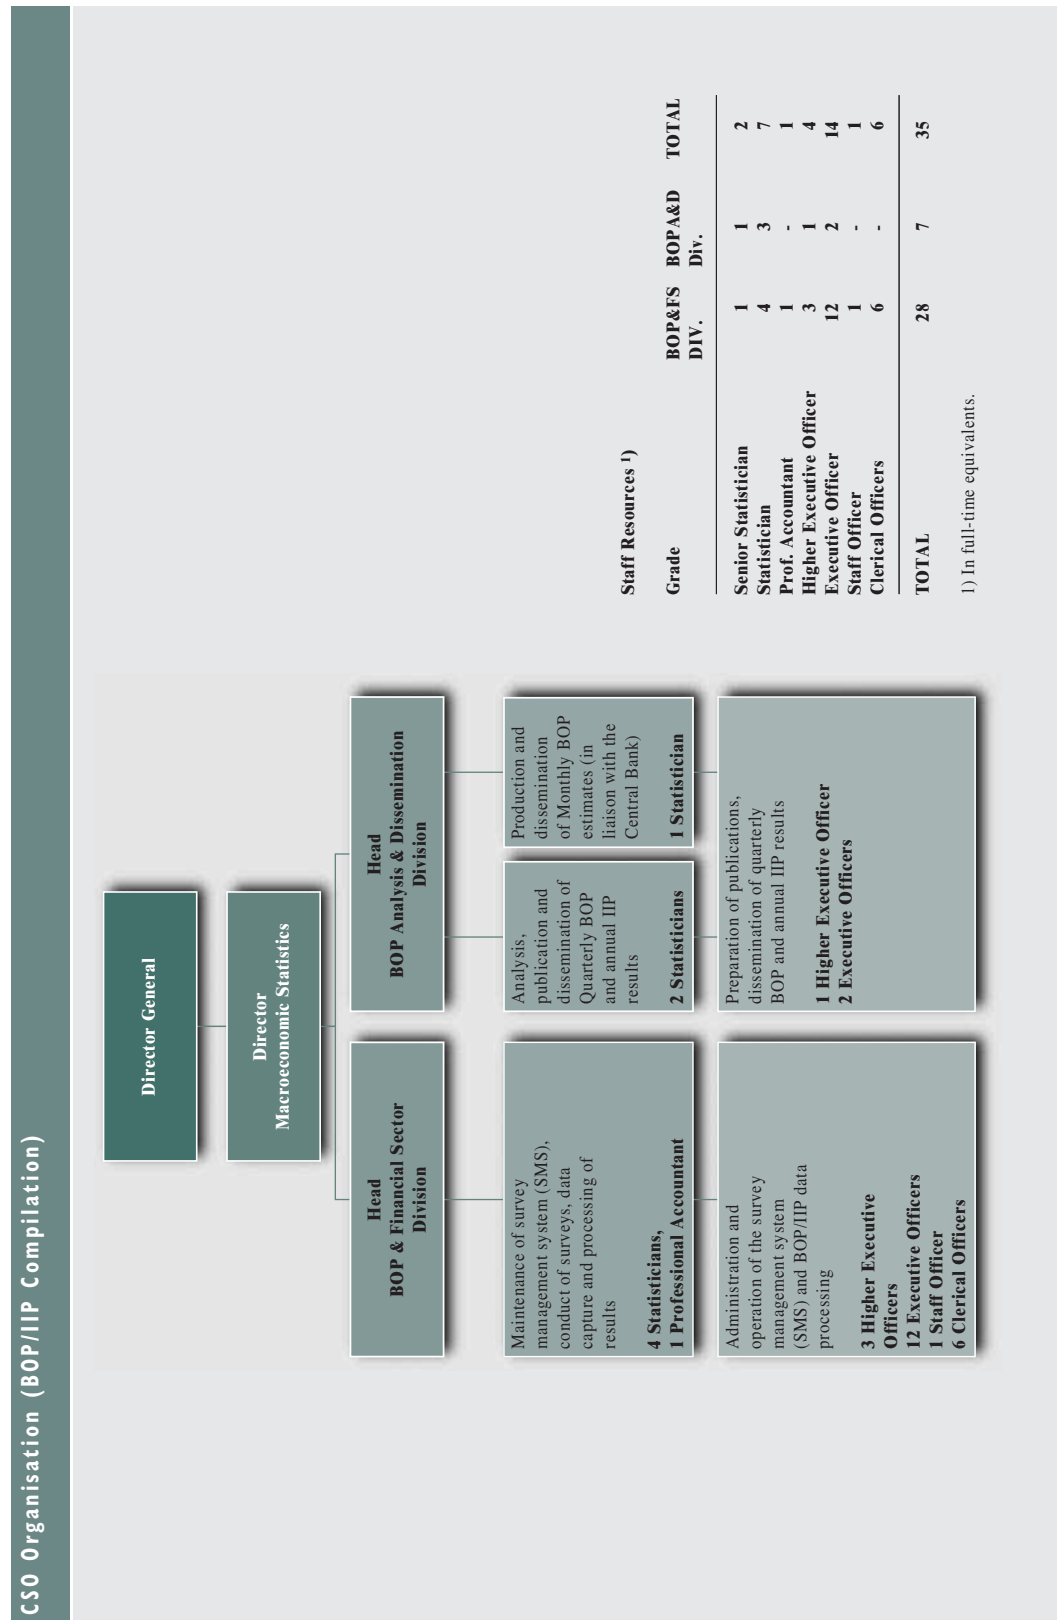 CSO Organisation (BOP/IIP Compilation)
Director General
Director
Macroeconomic Statistics
Head
BOP & Financial Sector
Division
Head
BOP Analysis & Dissemination
Division
Maintenance of survey
management system (SMS),
conduct of surveys, data
capture and processing of
results
4 Statisticians,
1 Professional Accountant
Analysis,
publication and
dissemination of
Quarterly BOP
and annual IIP
results
2 Statisticians
Production and
dissemination
of Monthly BOP
estimates (in
liaison with the
Central Bank)
1 Statistician
Administration and
operation of the survey
management system
(SMS) and BOP/IIP data
processing
3 Higher Executive
Officers
12 Executive Officers
1 Staff Officer
6 Clerical Officers
Preparation of publications,
dissemination of quarterly
BOP and annual IIP results
1 Higher Executive Officer
2 Executive Officers
Staff Resources 1)
Grade BOP&FS BOPA&D TOTAL
DIV. Div.
Senior Statistician 1 1 2
Statistician 4 3 7
Prof. Accountant 1 - 1
Higher Executive Officer 3 1 4
Executive Officer 12 2 14
Staff Officer 1 - 1
Clerical Officers 6 - 6
TOTAL 28 7 35
1) In full-time equivalents.